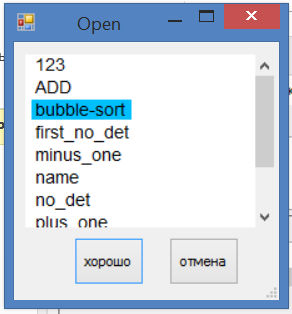 Open
123
ADD
bubble-sort
first_no_det
minus_one
name
no_det
plus_one
хорошо
отмена